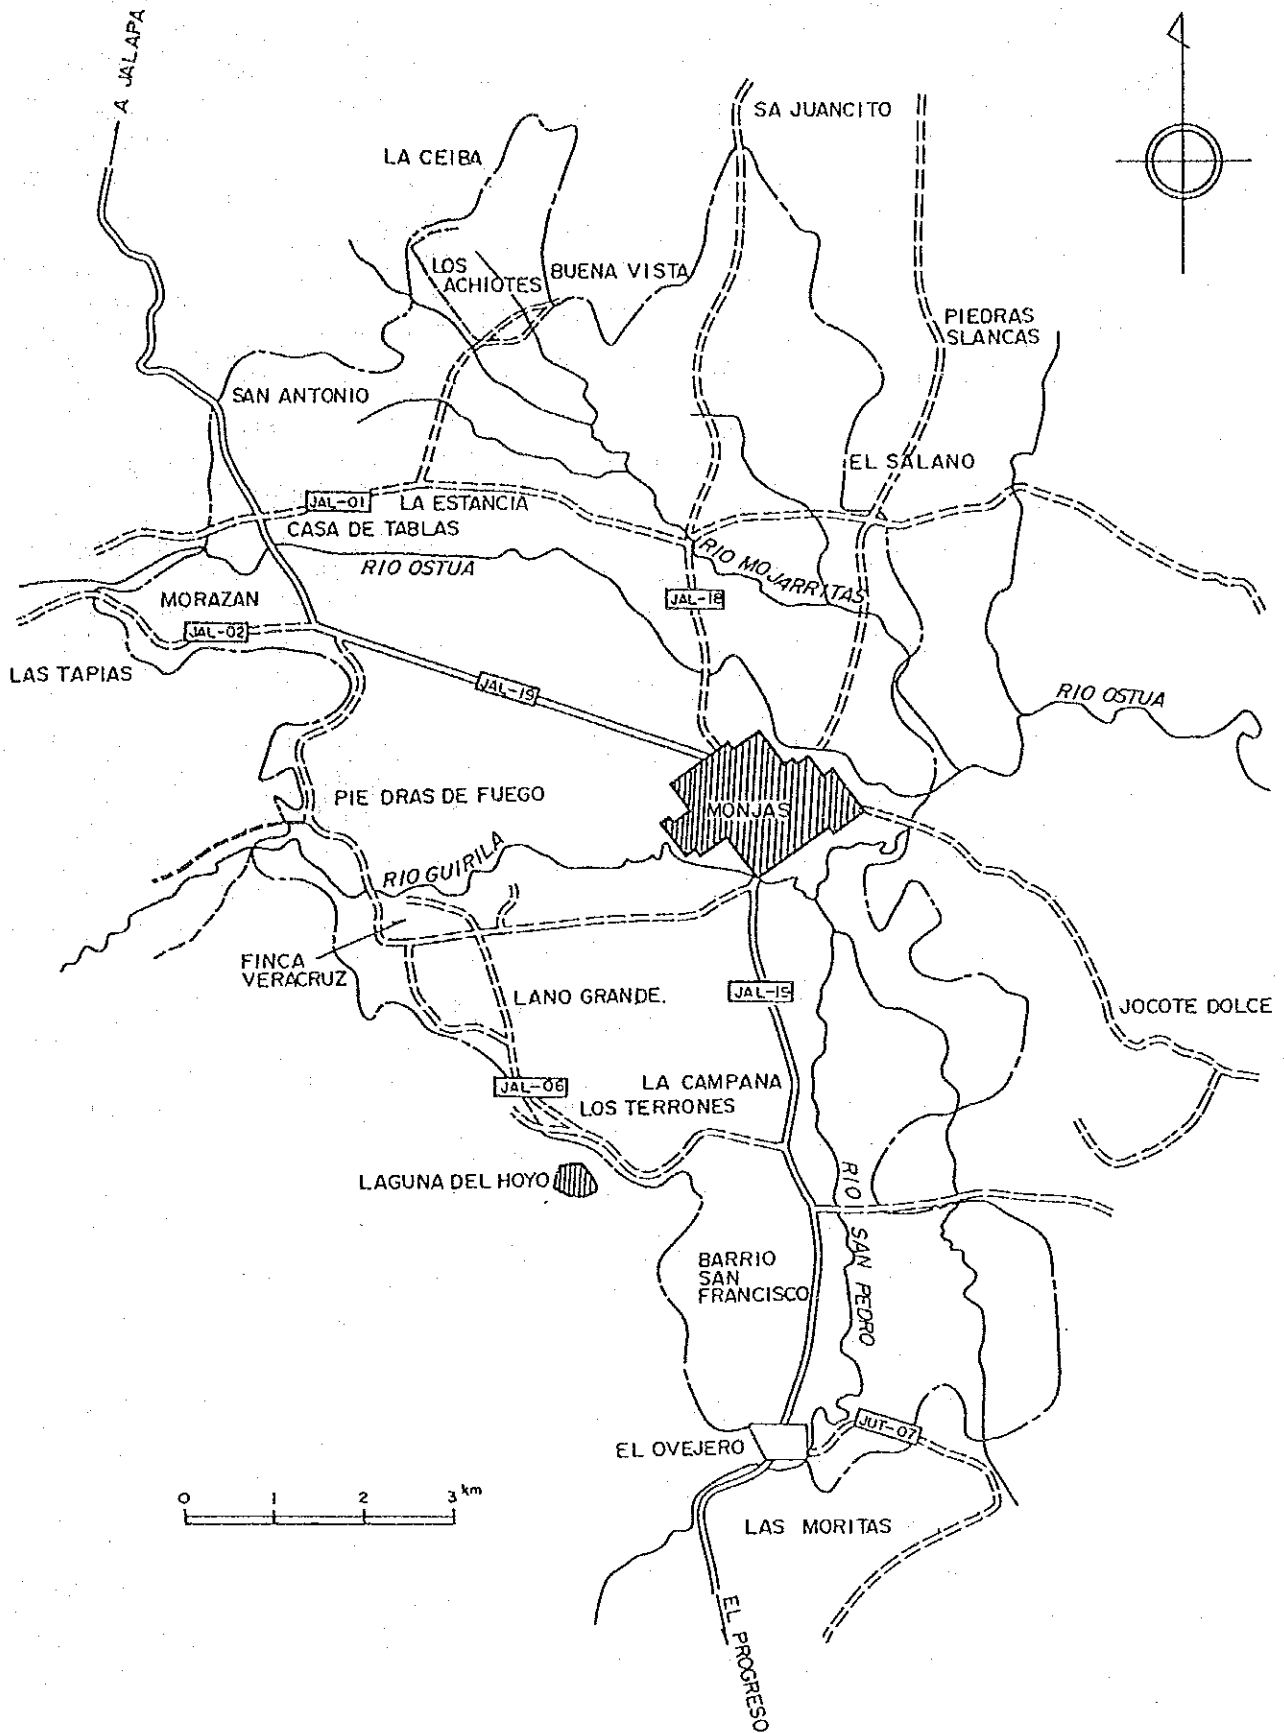 A JALAPA
SA JUANCITO
LA CEIBA
LOS
ACHIOTES
BUENA VISTA
PIEDRAS
SLANCAS
SAN ANTONIO
EL SALANO
JAL-01
LA ESTANCIA
CASA DE TABLAS
RIO OSTUA
RIO MOJARRITAS
MORAZAN
JAL-18
JAL-02
LAS TAPIAS
JAL-19
RIO OSTUA
PIE DRAS DE FUEGO
MONJAS
RIO GUIRILA
FINCA
VERACRUZ
LANO GRANDE.
JAL-19
JOCOTE DOLCE
JAL-06
LA CAMPANA
LOS TERRONES
LAGUNA DEL HOYO
RIO SAN PEDRO
BARRIO
SAN
FRANCISCO
JUT-07
EL OVEJERO
0 1 2 3 km
LAS MORITAS
EL PROGRESO